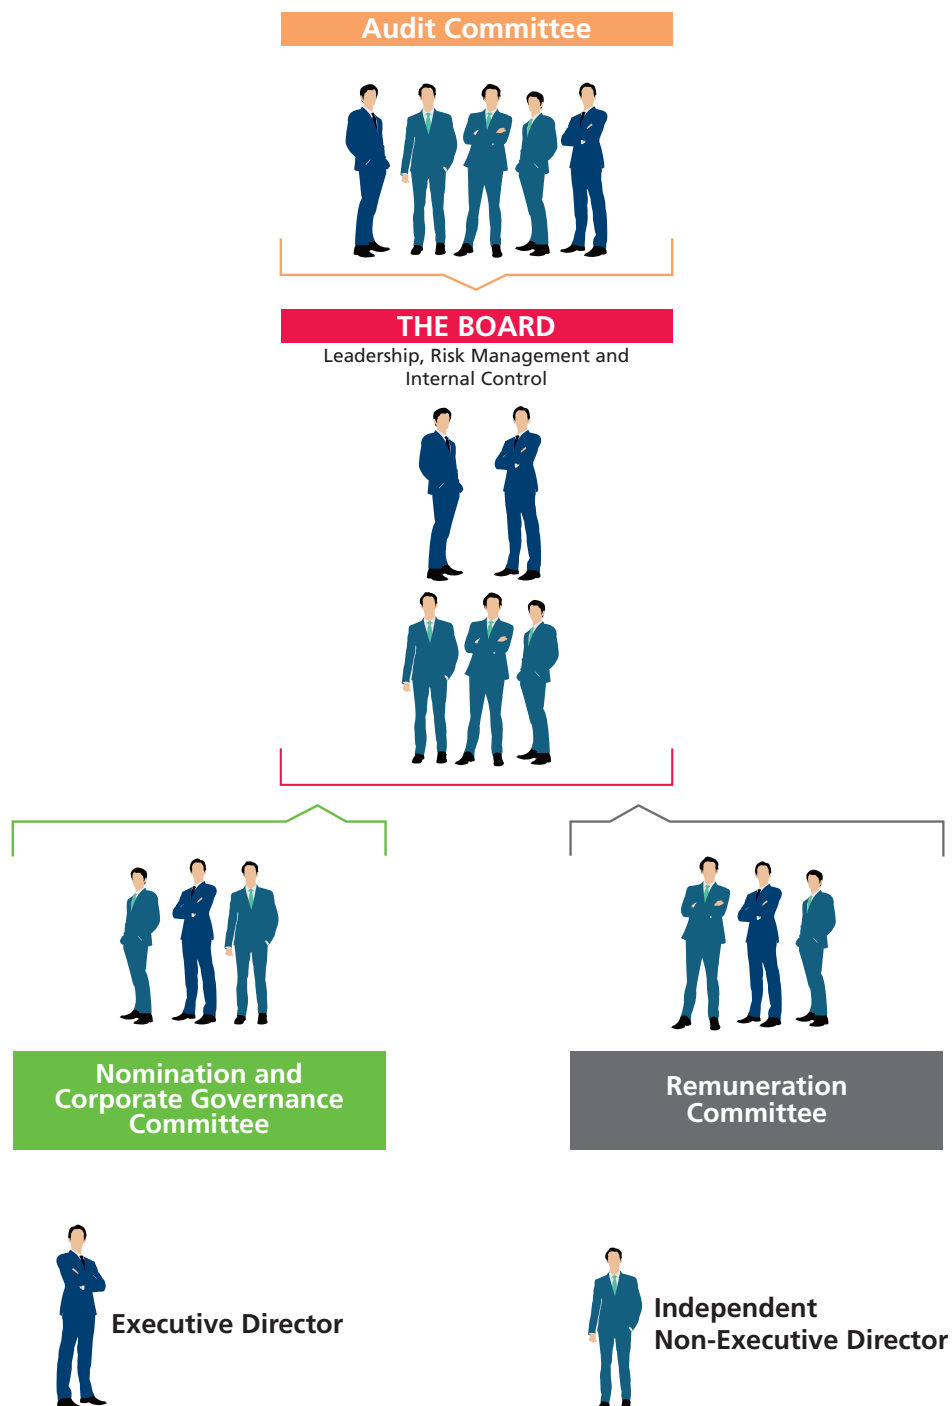 Audit Committee
THE BOARD
Leadership, Risk Management and
Internal Control
Nomination and
Corporate Governance
Committee
Remuneration
Committee
Executive Director
Independent
Non-Executive Director